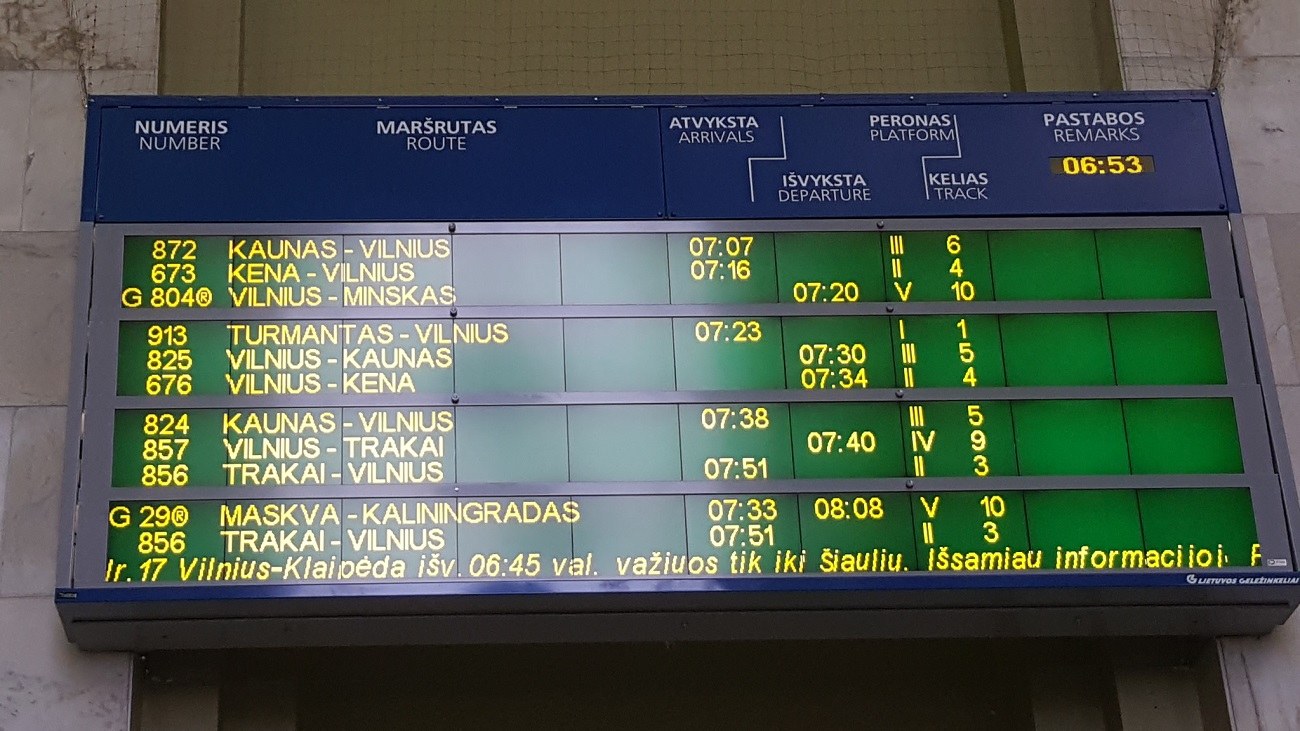 NUMERIS MARŠRUTAS ATVYKSTA PERONAS PASTABOS
NUMBER ROUTE ARRIVALS PLATFORM REMARKS
06:53
IŠVYKSTA KELIAS
DEPARTURE TRACK
872 KAUNAS - VILNIUS 07:07 III 6
673 KENA - VILNIUS 07:16 II 4
G 804® VILNIUS - MINSKAS 07:20 V 10
913 TURMANTAS - VILNIUS 07:23 I 1
825 VILNIUS - KAUNAS 07:30 III 5
676 VILNIUS - KENA 07:34 II 4
824 KAUNAS - VILNIUS 07:38 III 5
857 VILNIUS - TRAKAI 07:40 IV 9
856 TRAKAI - VILNIUS 07:51 II 3
G 29® MASKVA - KALININGRADAS 07:33 08:08 V 10
856 TRAKAI - VILNIUS 07:51 II 3
Nr. 17 Vilnius-Klaipėda išv. 06:45 val. važiuos tik iki Šiaulių. Išsamiau informacijoj
LIETUVOS GELEŽINKELIAI